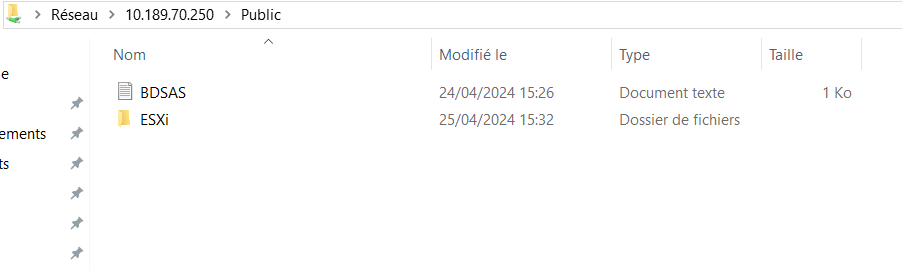 Réseau > 10.189.70.250 > Public
Nom Modifié le Type Taille
BDSAS 24/04/2024 15:26 Document texte 1 Ko
ESXi 25/04/2024 15:32 Dossier de fichiers
e
ements
ts